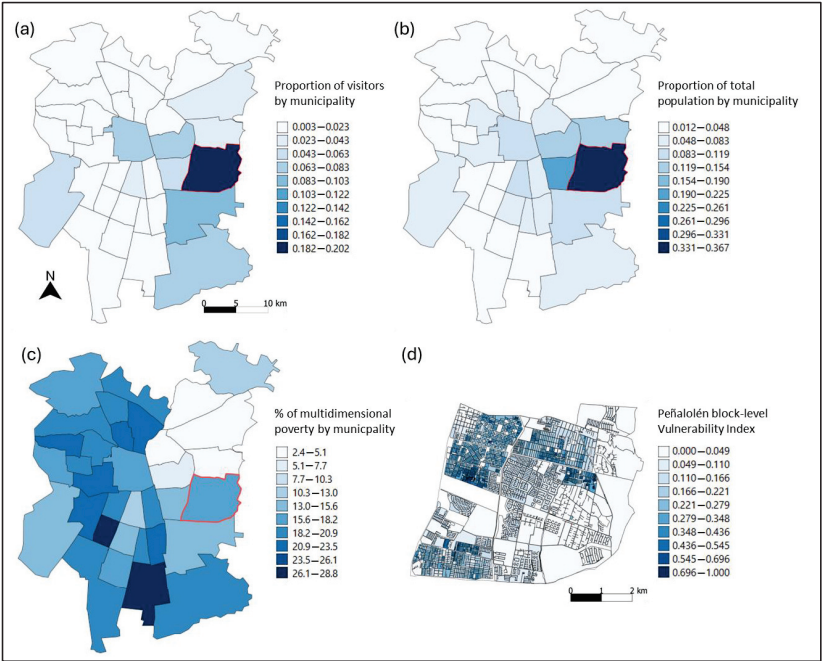 (a)
Proportion of visitors
by municipality
0.003—0.023
0.023—0.043
0.043—0.063
0.063—0.083
0.083—0.103
0.103—0.122
0.122—0.142
0.142—0.162
0.162—0.182
0.182—0.202
N
0 5 10 km
(b)
Proportion of total
population by municipality
0.012—0.048
0.048—0.083
0.083—0.119
0.119—0.154
0.154—0.190
0.190—0.225
0.225—0.261
0.261—0.296
0.296—0.331
0.331—0.367
(c)
% of multidimensional
poverty by municpality
2.4—5.1
5.1—7.7
7.7—10.3
10.3—13.0
13.0—15.6
15.6—18.2
18.2—20.9
20.9—23.5
23.5—26.1
26.1—28.8
(d)
Peñalolén block-level
Vulnerability Index
0.000—0.049
0.049—0.110
0.110—0.166
0.166—0.221
0.221—0.279
0.279—0.348
0.348—0.436
0.436—0.545
0.545—0.696
0.696—1.000
0 1 2 km